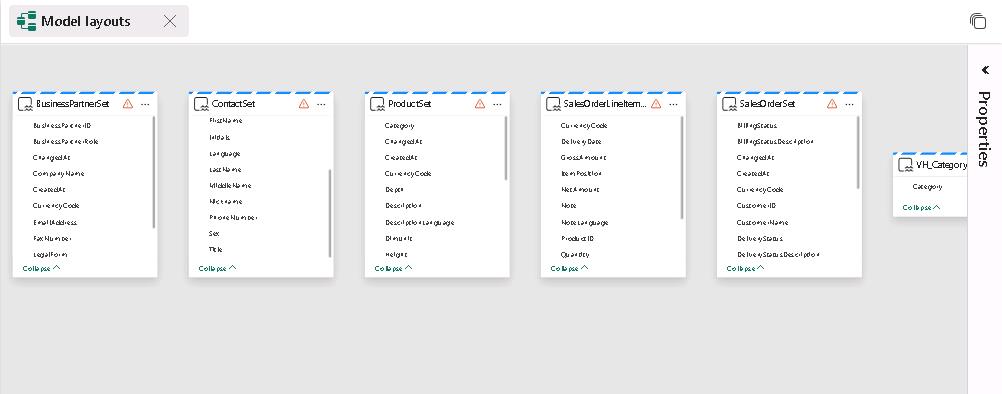 Model layouts
Properties
BusinessPartnerSet
BusinessPartnerID
BusinessPartnerRole
ChangedAt
CompanyName
CreatedAt
CurrencyCode
EmailAddress
FaxNumber
LegalForm
Collapse
ContactSet
FirstName
Initials
Language
LastName
MiddleName
Nickname
PhoneNumber
Sex
Title
Collapse
ProductSet
Category
ChangedAt
CreatedAt
CurrencyCode
Depth
Description
DescriptionLanguage
DimUnit
Height
Collapse
SalesOrderLineItem...
CurrencyCode
DeliveryDate
GrossAmount
ItemPosition
NetAmount
Note
NoteLanguage
ProductID
Quantity
Collapse
SalesOrderSet
BillingStatus
BillingStatusDescription
ChangedAt
CreatedAt
CurrencyCode
CustomerID
CustomerName
DeliveryStatus
DeliveryStatusDescription
Collapse
VH_Category
Category
Collapse